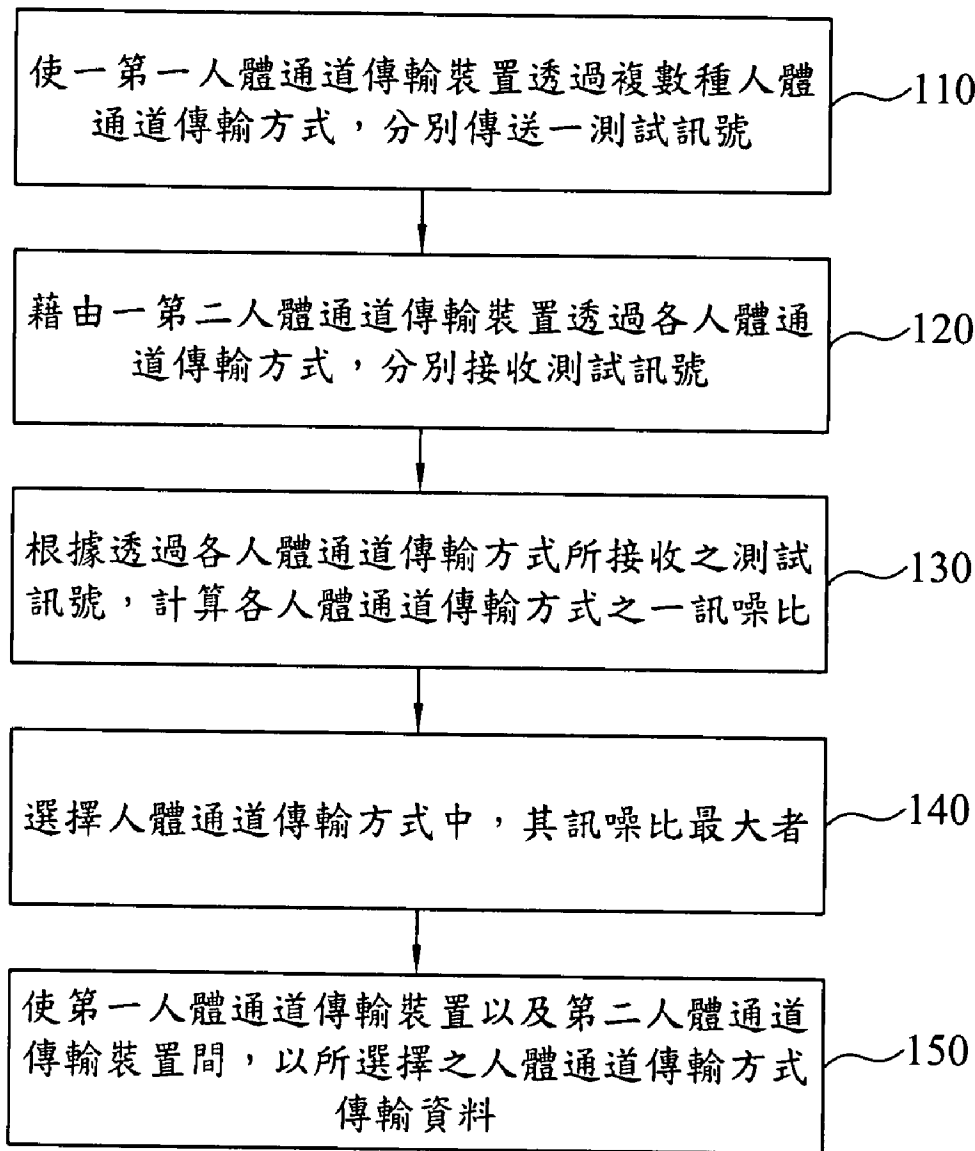 使一第一人體通道傳輸裝置透過複數種人體
通道傳輸方式,分別傳送一測試訊號
110
藉由一第二人體通道傳輸裝置透過各人體通
道傳輸方式,分別接收測試訊號
120
根據透過各人體通道傳輸方式所接收之測試
訊號,計算各人體通道傳輸方式之一訊噪比
130
選擇人體通道傳輸方式中,其訊噪比最大者
140
使第一人體通道傳輸裝置以及第二人體通道
傳輸裝置間,以所選擇之人體通道傳輸方式
傳輸資料
150